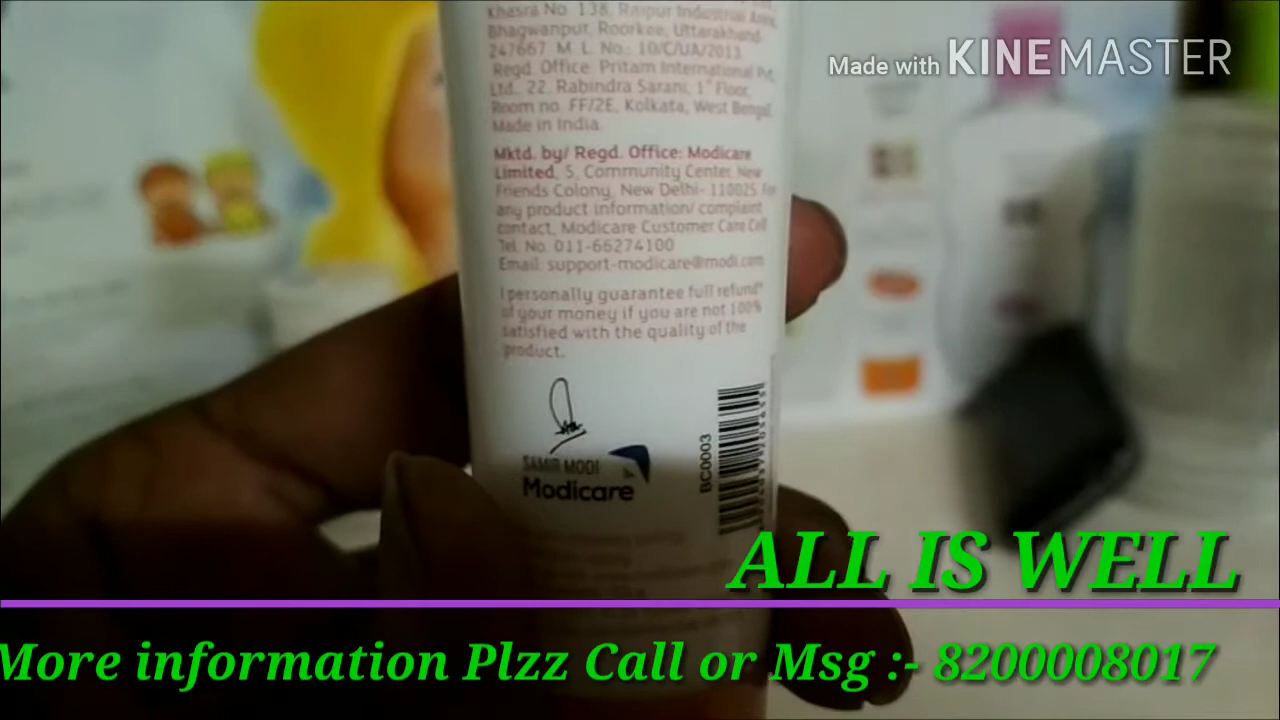 Khasra No. 138, Raipur Industrial Area,
Bhagwanpur, Roorkee, Uttarakhand-
247667. M. L. No.: 10/C/UA/2013.
Regd. Office: Pritam International Pvt.
Ltd., 22, Rabindra Sarani, 1st Floor,
Room no. FF/2E, Kolkata, West Bengal,
Made in India.
Mktd. by/ Regd. Office: Modicare
Limited, 5, Community Center, New
Friends Colony, New Delhi- 110025. For
any product information/ complaint
contact, Modicare Customer Care Cell
Tel. No. 011-66274100
Email: support-modicare@modi.com
I personally guarantee full refund*
of your money if you are not 100%
satisfied with the quality of the
product.
SAMIR MODI
Modicare
BC0003
Made with KINEMASTER
ALL IS WELL
More information Plzz Call or Msg :- 8200008017